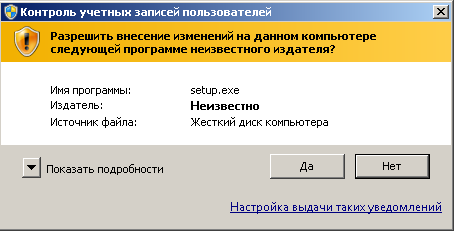 Контроль учетных записей пользователей
Разрешить внесение изменений на данном компьютере
следующей программе неизвестного издателя?
Имя программы: setup.exe
Издатель: Неизвестно
Источник файла: Жесткий диск компьютера
Показать подробности Да Нет
Настройка выдачи таких уведомлений